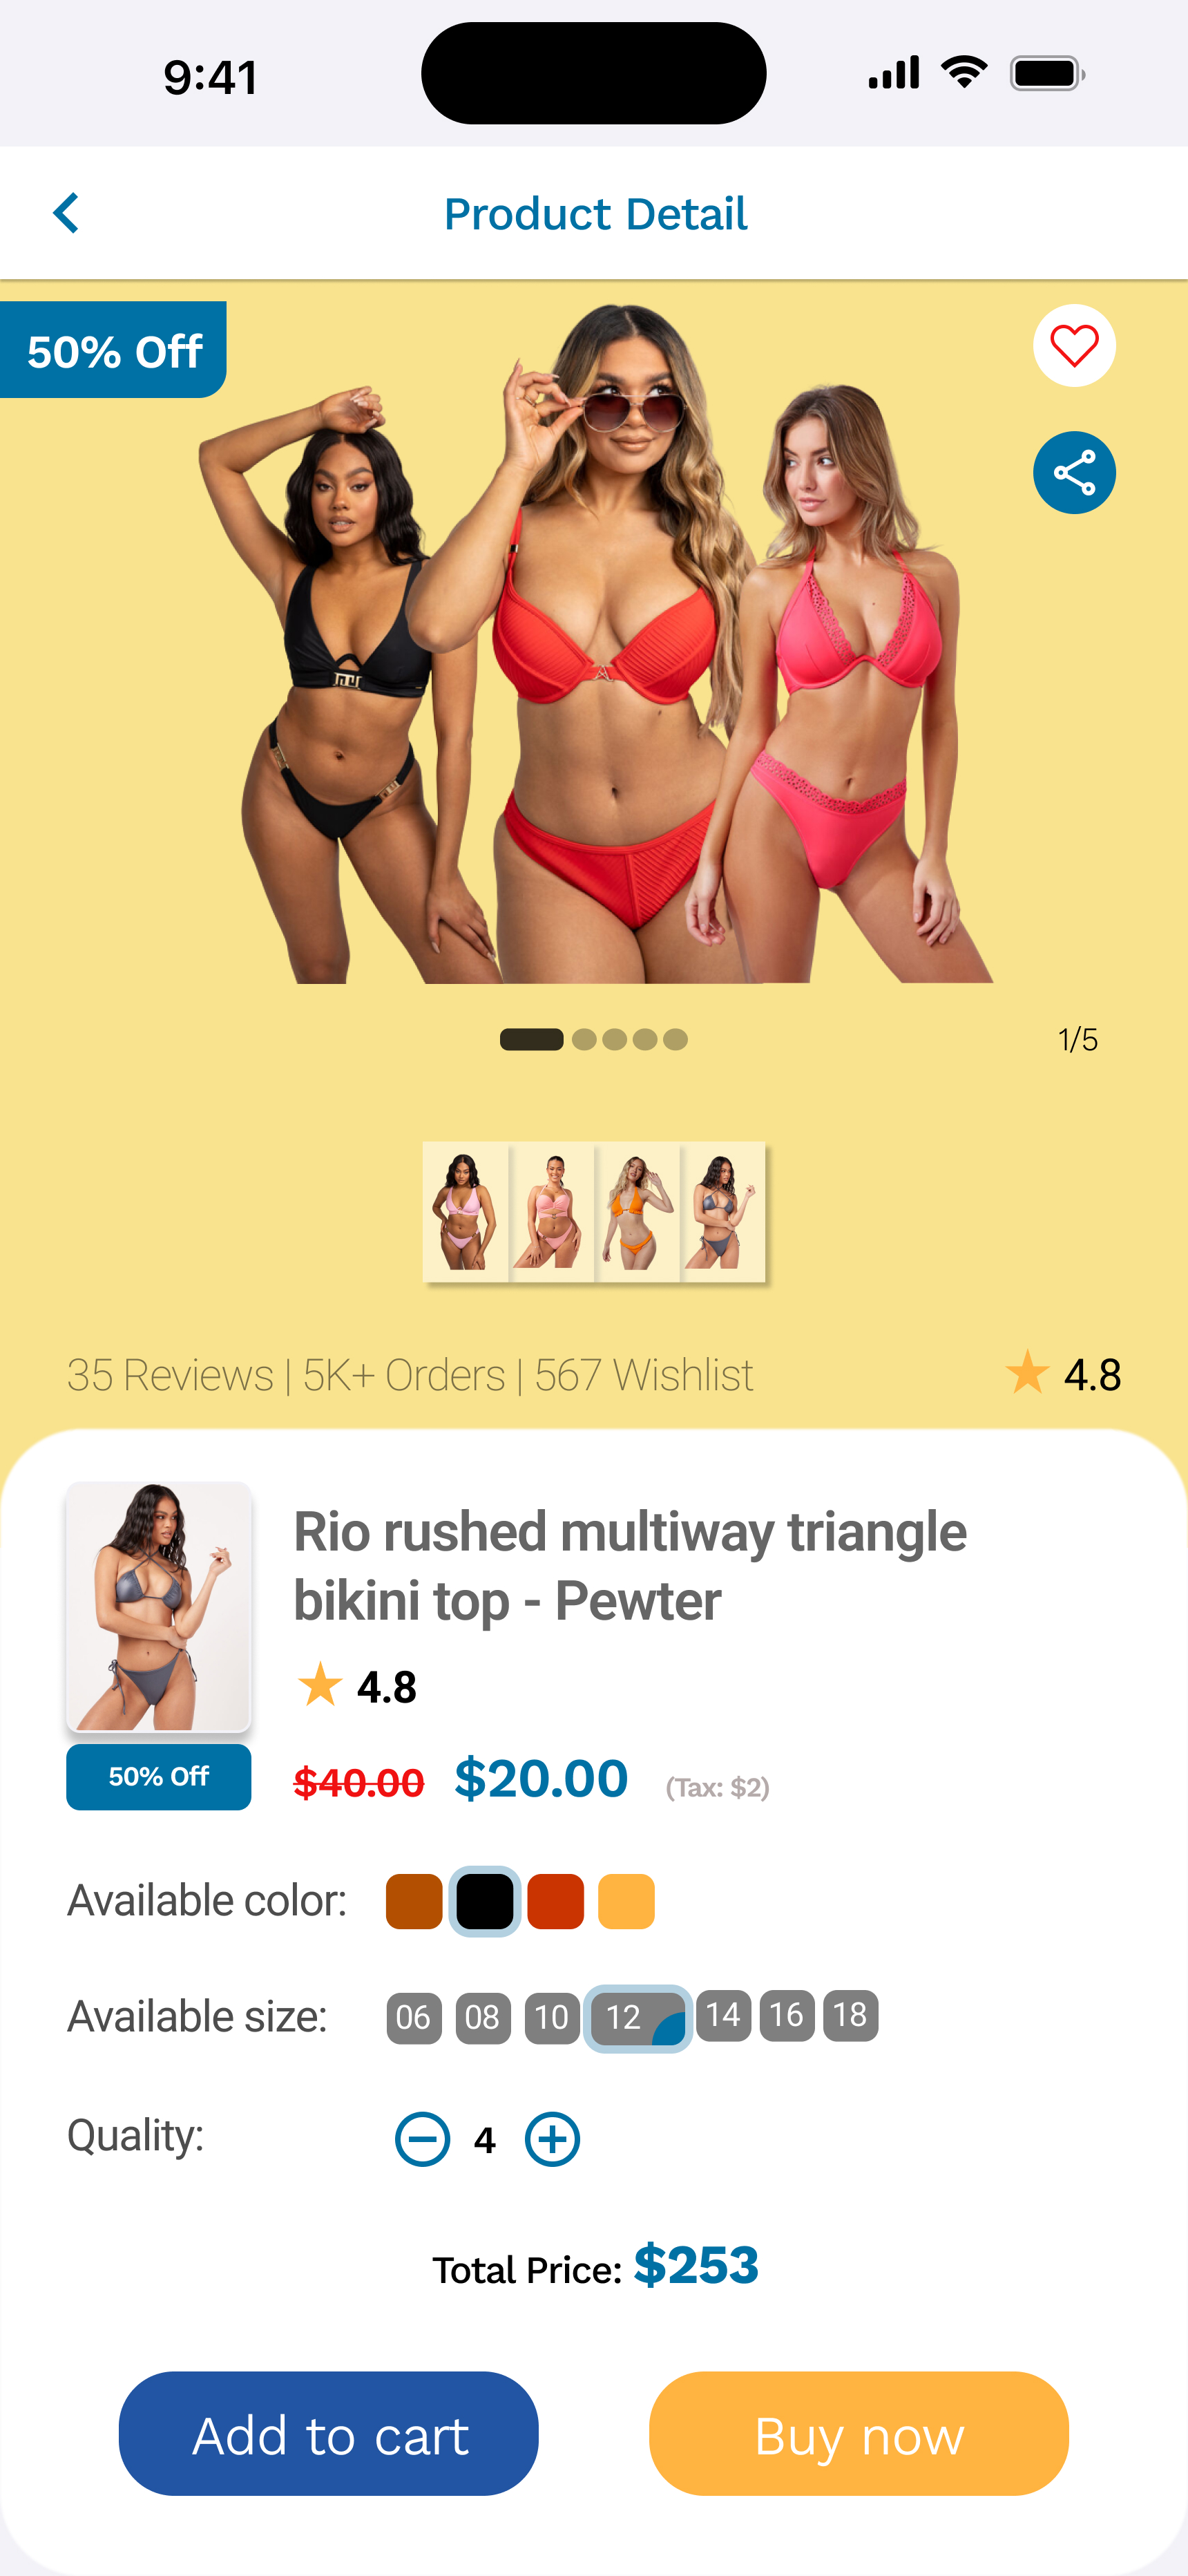 9:41
Product Detail
50% Off
1/5
35 Reviews | 5K+ Orders | 567 Wishlist
4.8
Rio rushed multiway triangle
bikini top - Pewter
4.8
50% Off
$40.00 $20.00 (Tax: $2)
Available color:
Available size: 06 08 10 12 14 16 18
Quality: 4
Total Price: $253
Add to cart
Buy now